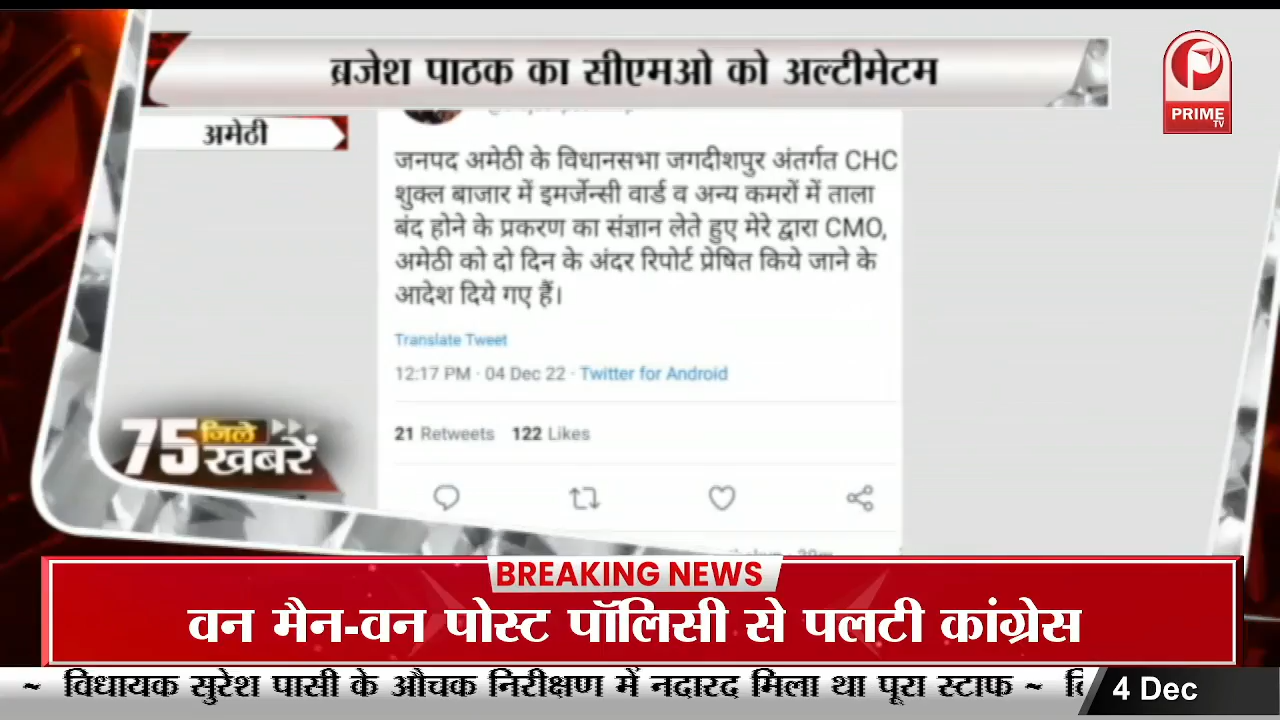 ब्रजेश पाठक का सीएमओ को अल्टीमेटम
PRIME
TV
अमेठी
जनपद अमेठी के विधानसभा जगदीशपुर अंतर्गत CHC
शुक्ल बाजार में इमर्जेन्सी वार्ड व अन्य कमरों में ताला
बंद होने के प्रकरण का संज्ञान लेते हुए मेरे द्वारा CMO,
अमेठी को दो दिन के अंदर रिपोर्ट प्रेषित किये जाने के
आदेश दिये गए हैं।
Translate Tweet
12:17 PM · 04 Dec 22 · Twitter for Android
21 Retweets 122 Likes
75 जिले
खबरें
BREAKING NEWS
वन मैन-वन पोस्ट पॉलिसी से पलटी कांग्रेस
~ विधायक सुरेश पासी के औचक निरीक्षण में नदारद मिला था पूरा स्टाफ ~
4 Dec